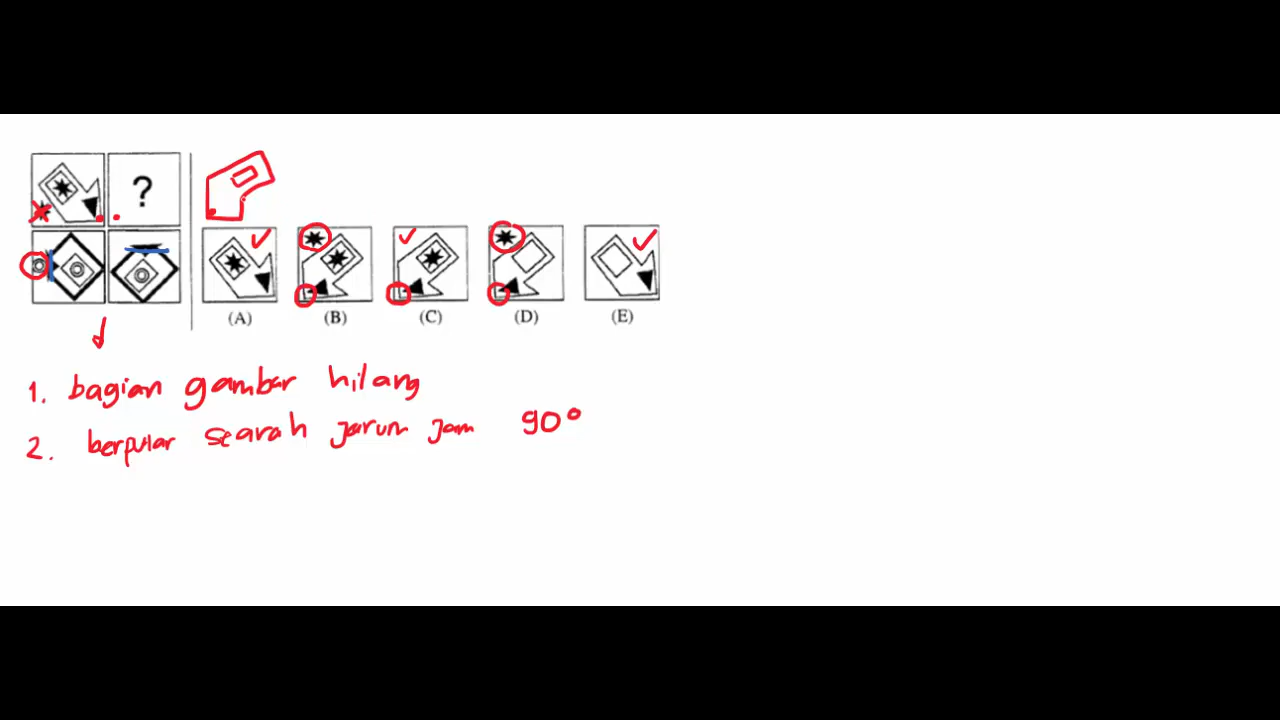 ?
(A) (B) (C) (D) (E)
1. bagian gambar hilang
2. berputar searah jarum jam 90°